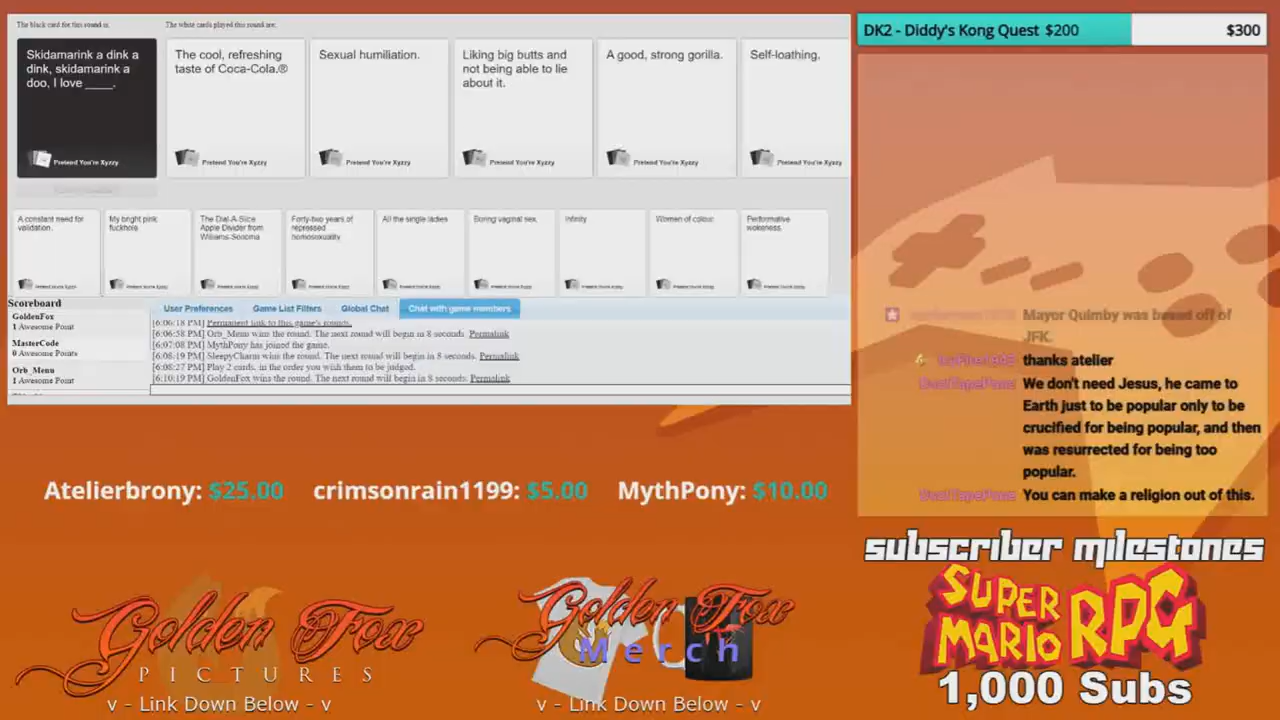 The black card for this round is:
The white cards played this round are:
Skidamarink a dink a
dink, skidamarink a
doo, I love ____.
Pretend You're Xyzzy
The cool, refreshing
taste of Coca-Cola.®
Pretend You're Xyzzy
Sexual humiliation.
Pretend You're Xyzzy
Liking big butts and
not being able to lie
about it.
Pretend You're Xyzzy
A good, strong gorilla.
Pretend You're Xyzzy
Self-loathing.
Pretend You're Xyzzy
A constant need for
validation.
My bright pink
fuckhole
The Dial-A-Slice
Apple Divider from
Williams-Sonoma
Forty-two years of
repressed
homosexuality
All the single ladies
Boring vaginal sex.
Infinity
Women of colour.
Performative
wokeness.
Scoreboard
GoldenFox
1 Awesome Point
MasterCode
0 Awesome Points
Orb_Menu
1 Awesome Point
User Preferences
Game List Filters
Global Chat
Chat with game members
[6:06:18 PM] Permanent link to this game's rounds.
[6:06:58 PM] Orb_Menu wins the round. The next round will begin in 8 seconds. Permalink
[6:07:08 PM] MythPony has joined the game.
[6:08:19 PM] SleepyCharm wins the round. The next round will begin in 8 seconds. Permalink
[6:08:27 PM] Play 2 cards, in the order you wish them to be judged.
[6:10:19 PM] GoldenFox wins the round. The next round will begin in 8 seconds. Permalink
DK2 - Diddy's Kong Quest $200
$300
Mayor Quimby was based off of
JFK.
thanks atelier
DuctTapePone We don't need Jesus, he came to
Earth just to be popular only to be
crucified for being popular, and then
was resurrected for being too
popular.
DuctTapePone You can make a religion out of this.
Atelierbrony: $25.00
crimsonrain1199: $5.00
MythPony: $10.00
subscriber milestones
SUPER
MARIO
RPG
1,000 Subs
Golden Fox
PICTURES
v - Link Down Below - v
Golden Fox
Merch
v - Link Down Below - v